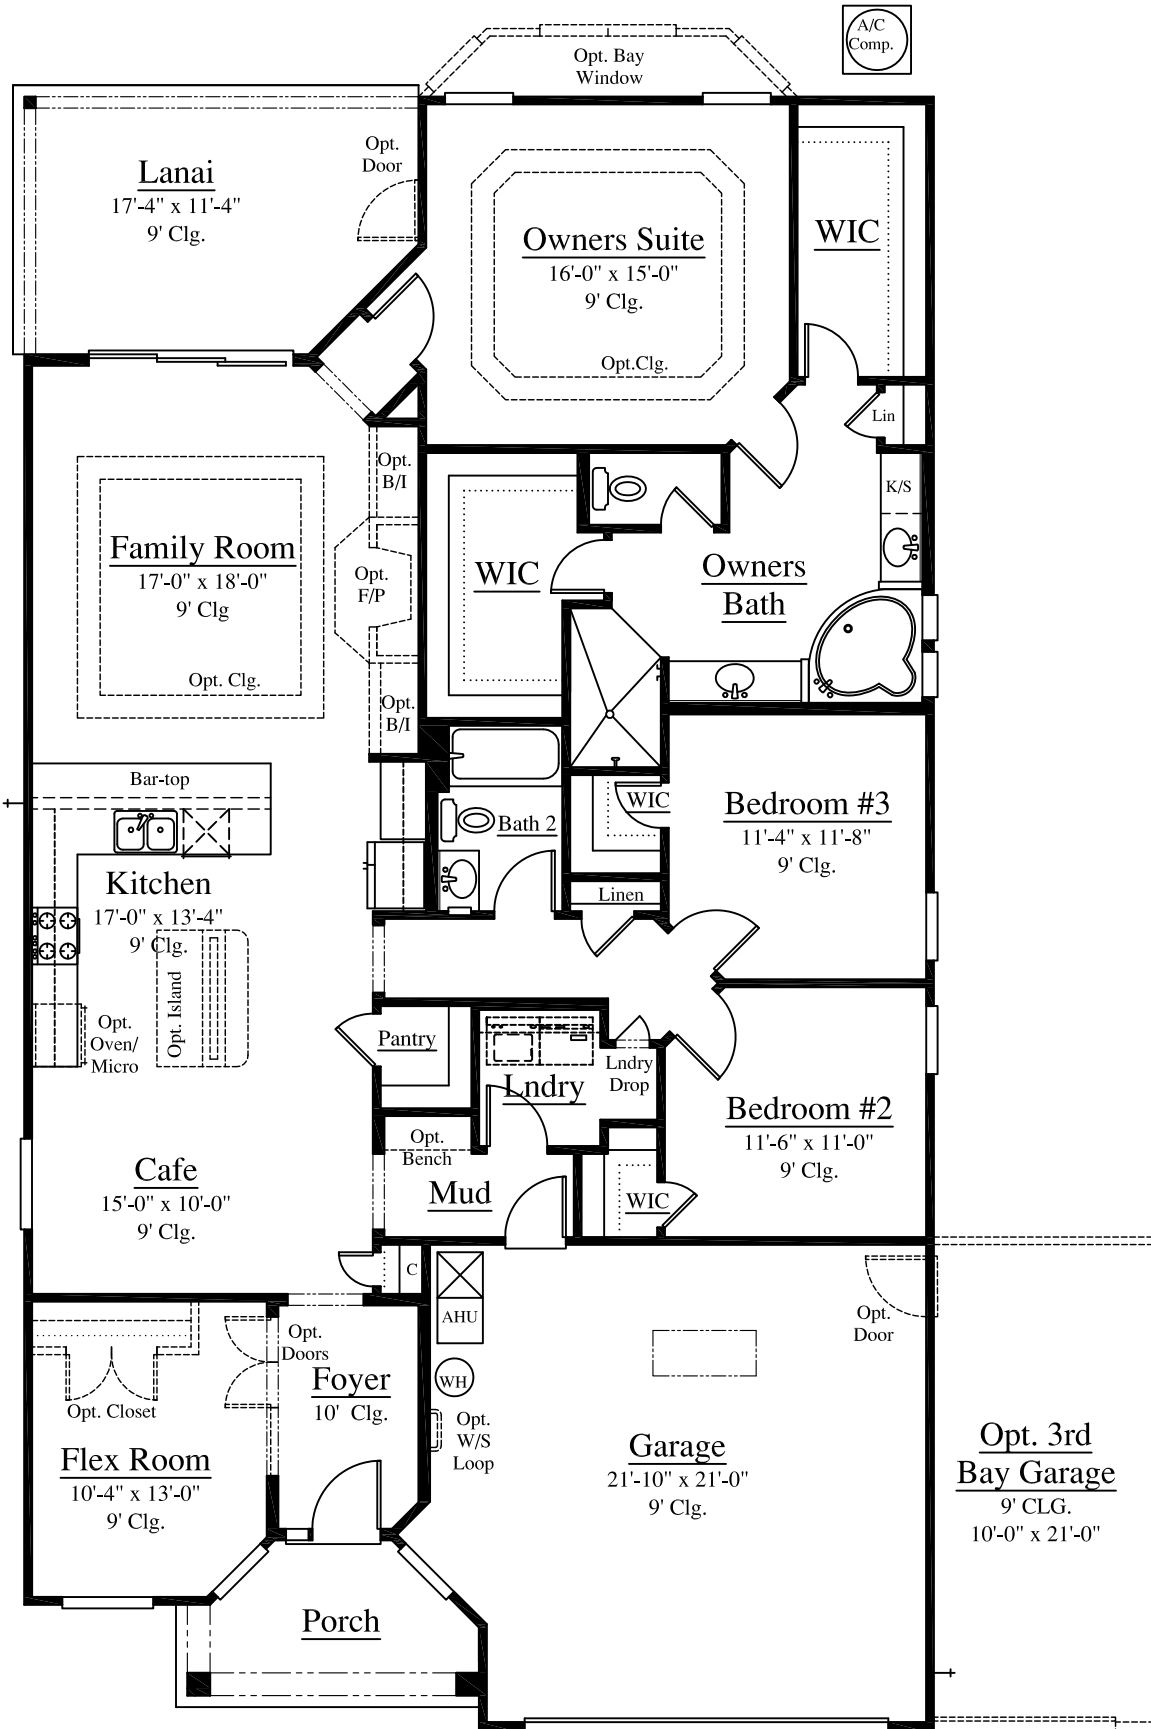 A/C
Comp.
Opt. Bay
Window
Opt.
Door
Lanai
17'-4" x 11'-4"
9' Clg.
Owners Suite
16'-0" x 15'-0"
9' Clg.
Opt.Clg.
WIC
Lin
K/S
Opt.
B/I
Family Room
17'-0" x 18'-0"
9' Clg
Opt. Clg.
Opt.
F/P
Opt.
B/I
WIC
Owners
Bath
Bar-top
Bath 2
WIC
Bedroom #3
11'-4" x 11'-8"
9' Clg.
Kitchen
17'-0" x 13'-4"
9' Clg.
Linen
Opt. Island
Opt.
Oven/
Micro
Pantry
Lndry
Lndry
Drop
Bedroom #2
11'-6" x 11'-0"
9' Clg.
Opt.
Bench
Mud
WIC
Cafe
15'-0" x 10'-0"
9' Clg.
C
AHU
Opt.
Doors
Opt.
Door
Foyer
10' Clg.
WH
Opt. Closet
Opt.
W/S
Loop
Flex Room
10'-4" x 13'-0"
9' Clg.
Garage
21'-10" x 21'-0"
9' Clg.
Opt. 3rd
Bay Garage
9' CLG.
10'-0" x 21'-0"
Porch